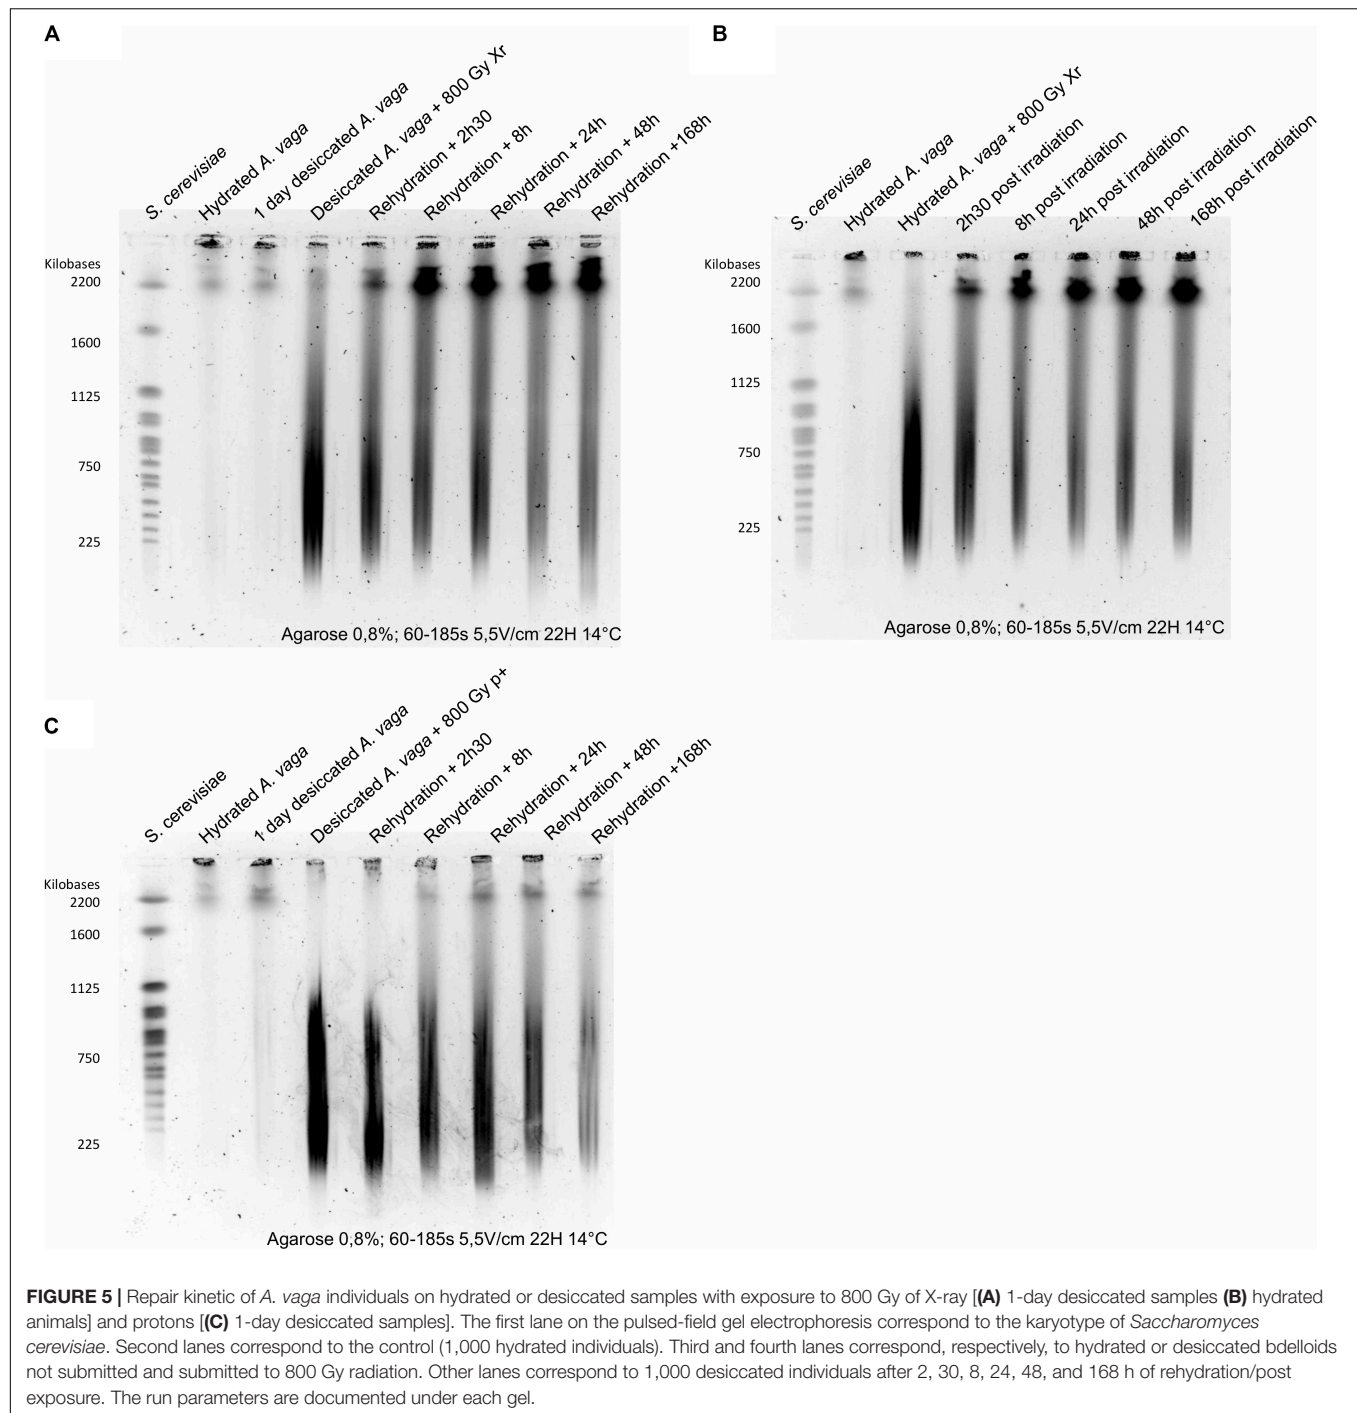 A
S. cerevisiae
Hydrated A. vaga
1 day desiccated A. vaga
Desiccated A. vaga + 800 Gy Xr
Rehydration + 2h30
Rehydration + 8h
Rehydration + 24h
Rehydration + 48h
Rehydration +168h
Kilobases
2200
1600
1125
750
225
Agarose 0,8%; 60-185s 5,5V/cm 22H 14°C
B
S. cerevisiae
Hydrated A. vaga
Hydrated A. vaga + 800 Gy Xr
2h30 post irradiation
8h post irradiation
24h post irradiation
48h post irradiation
168h post irradiation
Kilobases
2200
1600
1125
750
225
Agarose 0,8%; 60-185s 5,5V/cm 22H 14°C
C
S. cerevisiae
Hydrated A. vaga
1 day desiccated A. vaga
Desiccated A. vaga + 800 Gy p+
Rehydration + 2h30
Rehydration + 8h
Rehydration + 24h
Rehydration + 48h
Rehydration +168h
Kilobases
2200
1600
1125
750
225
Agarose 0,8%; 60-185s 5,5V/cm 22H 14°C
FIGURE 5 | Repair kinetic of A. vaga individuals on hydrated or desiccated samples with exposure to 800 Gy of X-ray [(A) 1-day desiccated samples (B) hydrated
animals] and protons [(C) 1-day desiccated samples]. The first lane on the pulsed-field gel electrophoresis correspond to the karyotype of Saccharomyces
cerevisiae. Second lanes correspond to the control (1,000 hydrated individuals). Third and fourth lanes correspond, respectively, to hydrated or desiccated bdelloids
not submitted and submitted to 800 Gy radiation. Other lanes correspond to 1,000 desiccated individuals after 2, 30, 8, 24, 48, and 168 h of rehydration/post
exposure. The run parameters are documented under each gel.